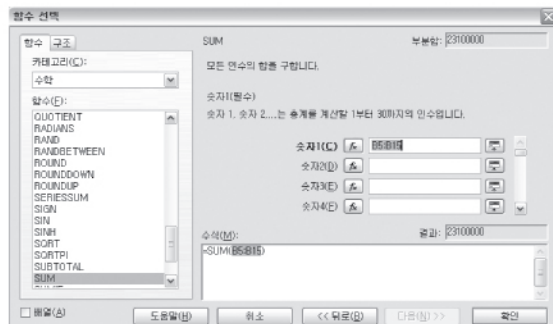 함수 선택
함수 구조
카테고리(C):
수학
함수(F):
QUOTIENT
RADIANS
RAND
RANDBETWEEN
ROUND
ROUNDDOWN
ROUNDUP
SERIESSUM
SIGN
SIN
SINH
SQRT
SQRTPI
SUBTOTAL
SUM
SUM 부분합: 23100000
모든 인수의 합을 구합니다.
숫자1(필수)
숫자 1, 숫자 2,...는 총계를 계산할 1부터 30까지의 인수입니다.
숫자1(C) fx B5:B15
숫자2(D) fx
숫자3(E) fx
숫자4(F) fx
수식(M): 결과: 23100000
=SUM(B5:B15)
배열(A) 도움말(H) 취소 << 뒤로(B) 다음(N) >> 확인